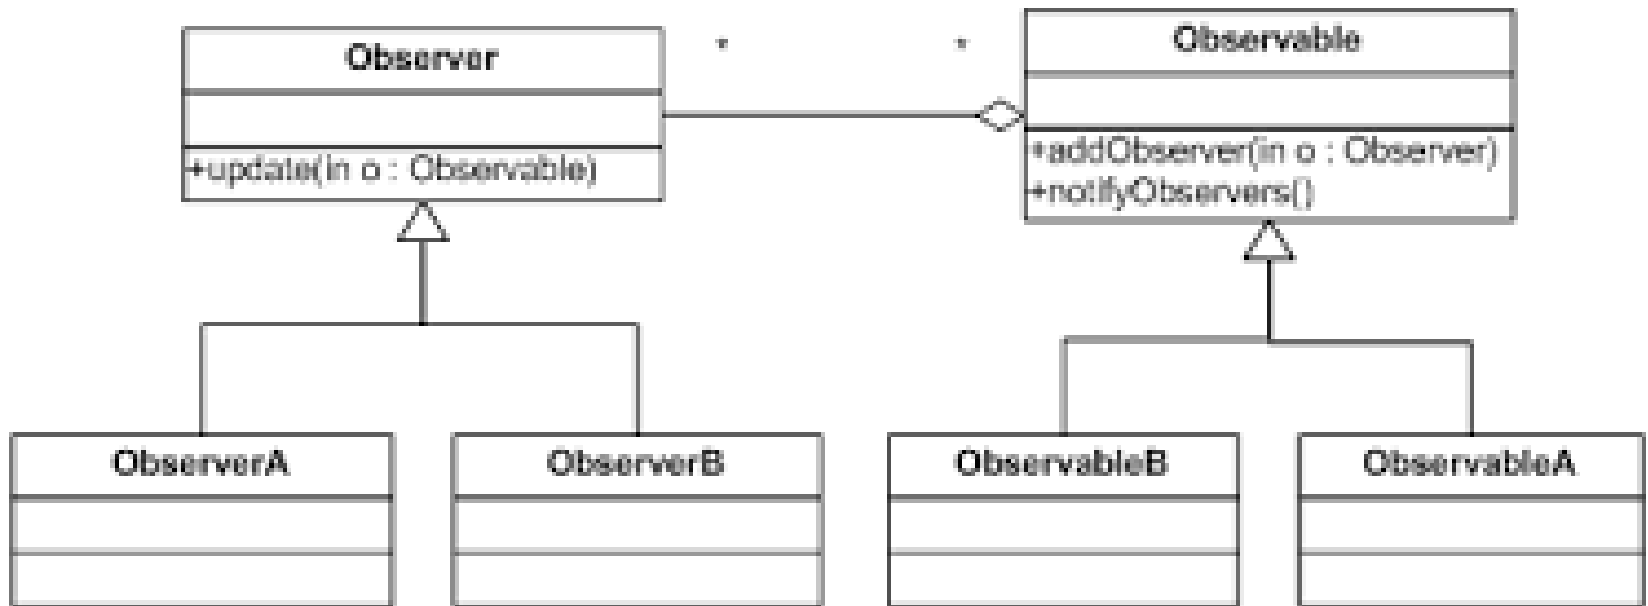 Observer
+update(in o : Observable)
*
*
Observable
+addObserver(in o : Observer)
+notifyObservers()
ObserverA
ObserverB
ObservableB
ObservableA